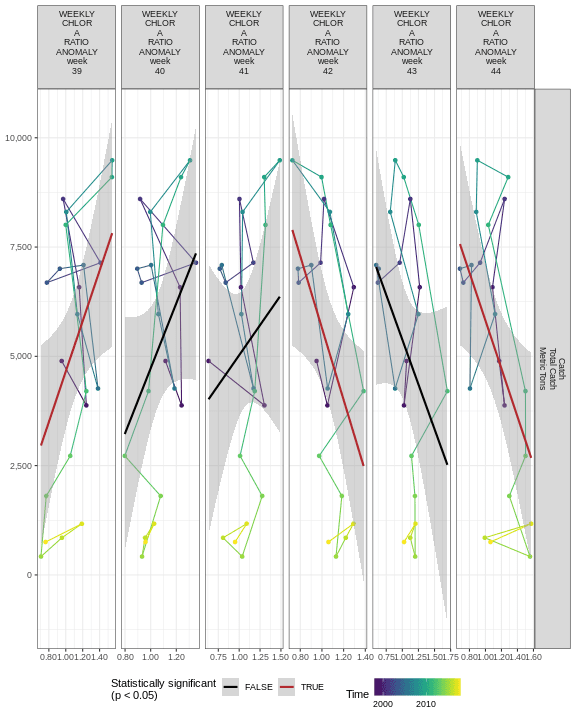 WEEKLY CHLOR A RATIO ANOMALY week 39
WEEKLY CHLOR A RATIO ANOMALY week 40
WEEKLY CHLOR A RATIO ANOMALY week 41
WEEKLY CHLOR A RATIO ANOMALY week 42
WEEKLY CHLOR A RATIO ANOMALY week 43
WEEKLY CHLOR A RATIO ANOMALY week 44
10,000
7,500
5,000
2,500
0
Catch
Total Catch
Metric Tons
0.80 1.00 1.20 1.40
0.80 1.00 1.20
0.75 1.00 1.25 1.50
0.80 1.00 1.20 1.40
0.75 1.00 1.25 1.50 1.75
0.80 1.00 1.20 1.40 1.60
Statistically significant
(p < 0.05)
FALSE
TRUE
Time
2000
2010